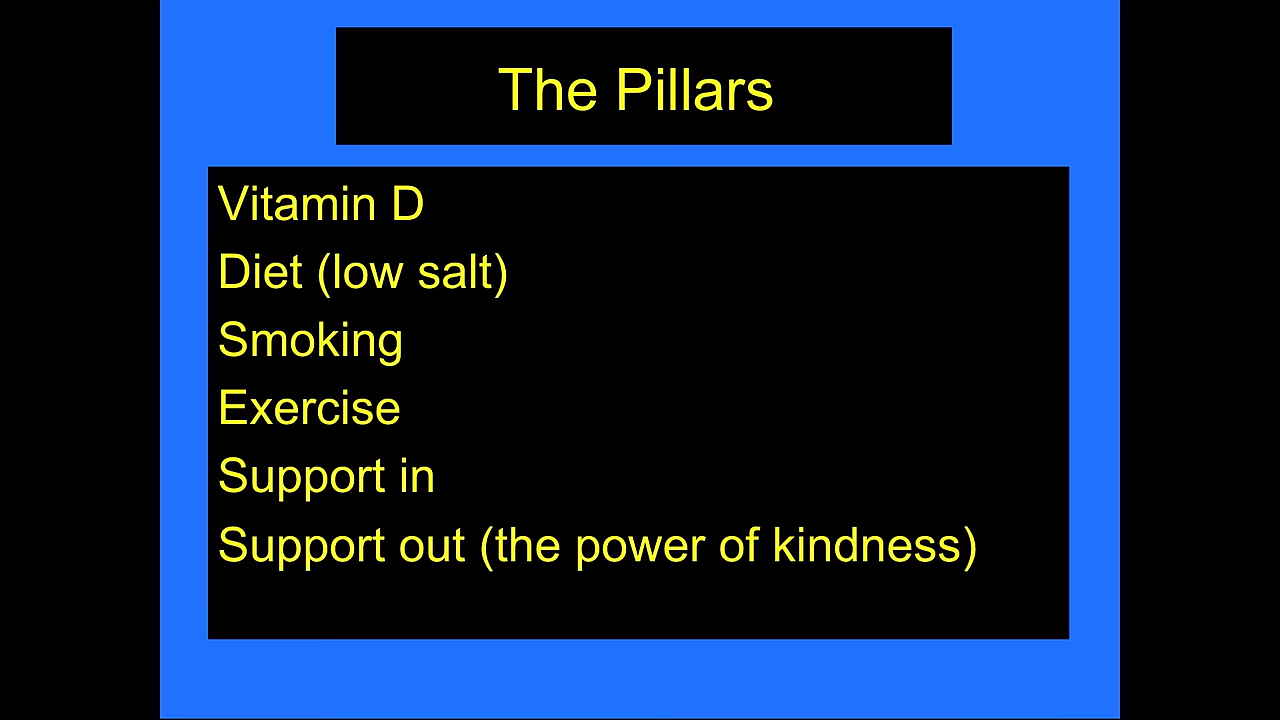 The Pillars
Vitamin D
Diet (low salt)
Smoking
Exercise
Support in
Support out (the power of kindness)